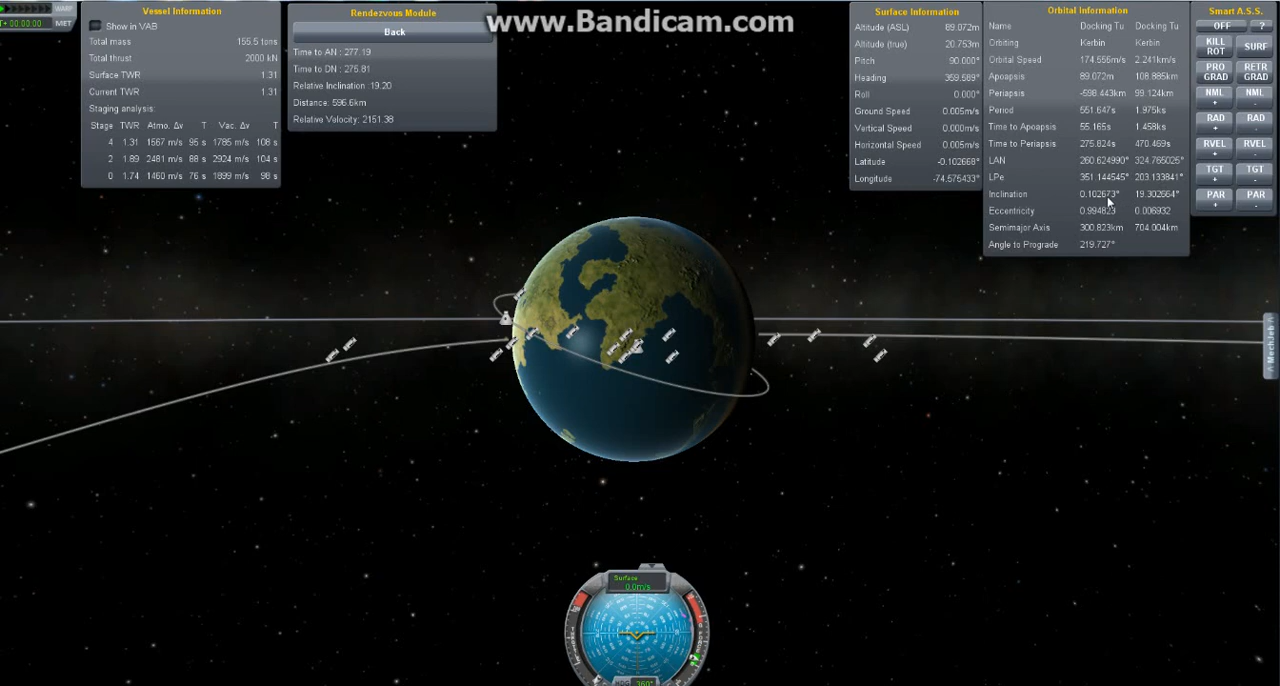 WARP
T+ 00:00:00 MET
Vessel Information
Show in VAB
Total mass 155.5 tons
Total thrust 2000 kN
Surface TWR 1.31
Current TWR 1.31
Staging analysis:
Stage TWR Atmo. Δv T Vac. Δv T
4 1.31 1567 m/s 95 s 1785 m/s 108 s
2 1.89 2481 m/s 88 s 2924 m/s 104 s
0 1.74 1460 m/s 76 s 1899 m/s 98 s
Rendezvous Module
Back
Time to AN : 277.19
Time to DN : 275.81
Relative Inclination :19.20
Distance: 596.6km
Relative Velocity: 2151.38
www.Bandicam.com
Surface Information
Altitude (ASL) 89.072m
Altitude (true) 20.753m
Pitch 90.000°
Heading 359.589°
Roll 0.000°
Ground Speed 0.005m/s
Vertical Speed 0.000m/s
Horizontal Speed 0.005m/s
Latitude -0.102668°
Longitude -74.575433°
Orbital Information
Name Docking Tu Docking Tu
Orbiting Kerbin Kerbin
Orbital Speed 174.555m/s 2.241km/s
Apoapsis 89.072m 108.885km
Periapsis -598.443km 99.124km
Period 551.647s 1.975ks
Time to Apoapsis 55.165s 1.458ks
Time to Periapsis 275.824s 470.469s
LAN 260.624990° 324.765025°
LPe 351.144545° 203.133841°
Inclination 0.102673° 19.302664°
Eccentricity 0.994823 0.006932
Semimajor Axis 300.823km 704.004km
Angle to Prograde 219.727°
Smart A.S.S.
OFF ?
KILL ROT SURF
PRO GRAD RETR GRAD
NML + NML -
RAD + RAD -
RVEL + RVEL -
TGT + TGT -
PAR + PAR -
/\ MechJeb /\
Surface
0.0m/s
HDG 360°